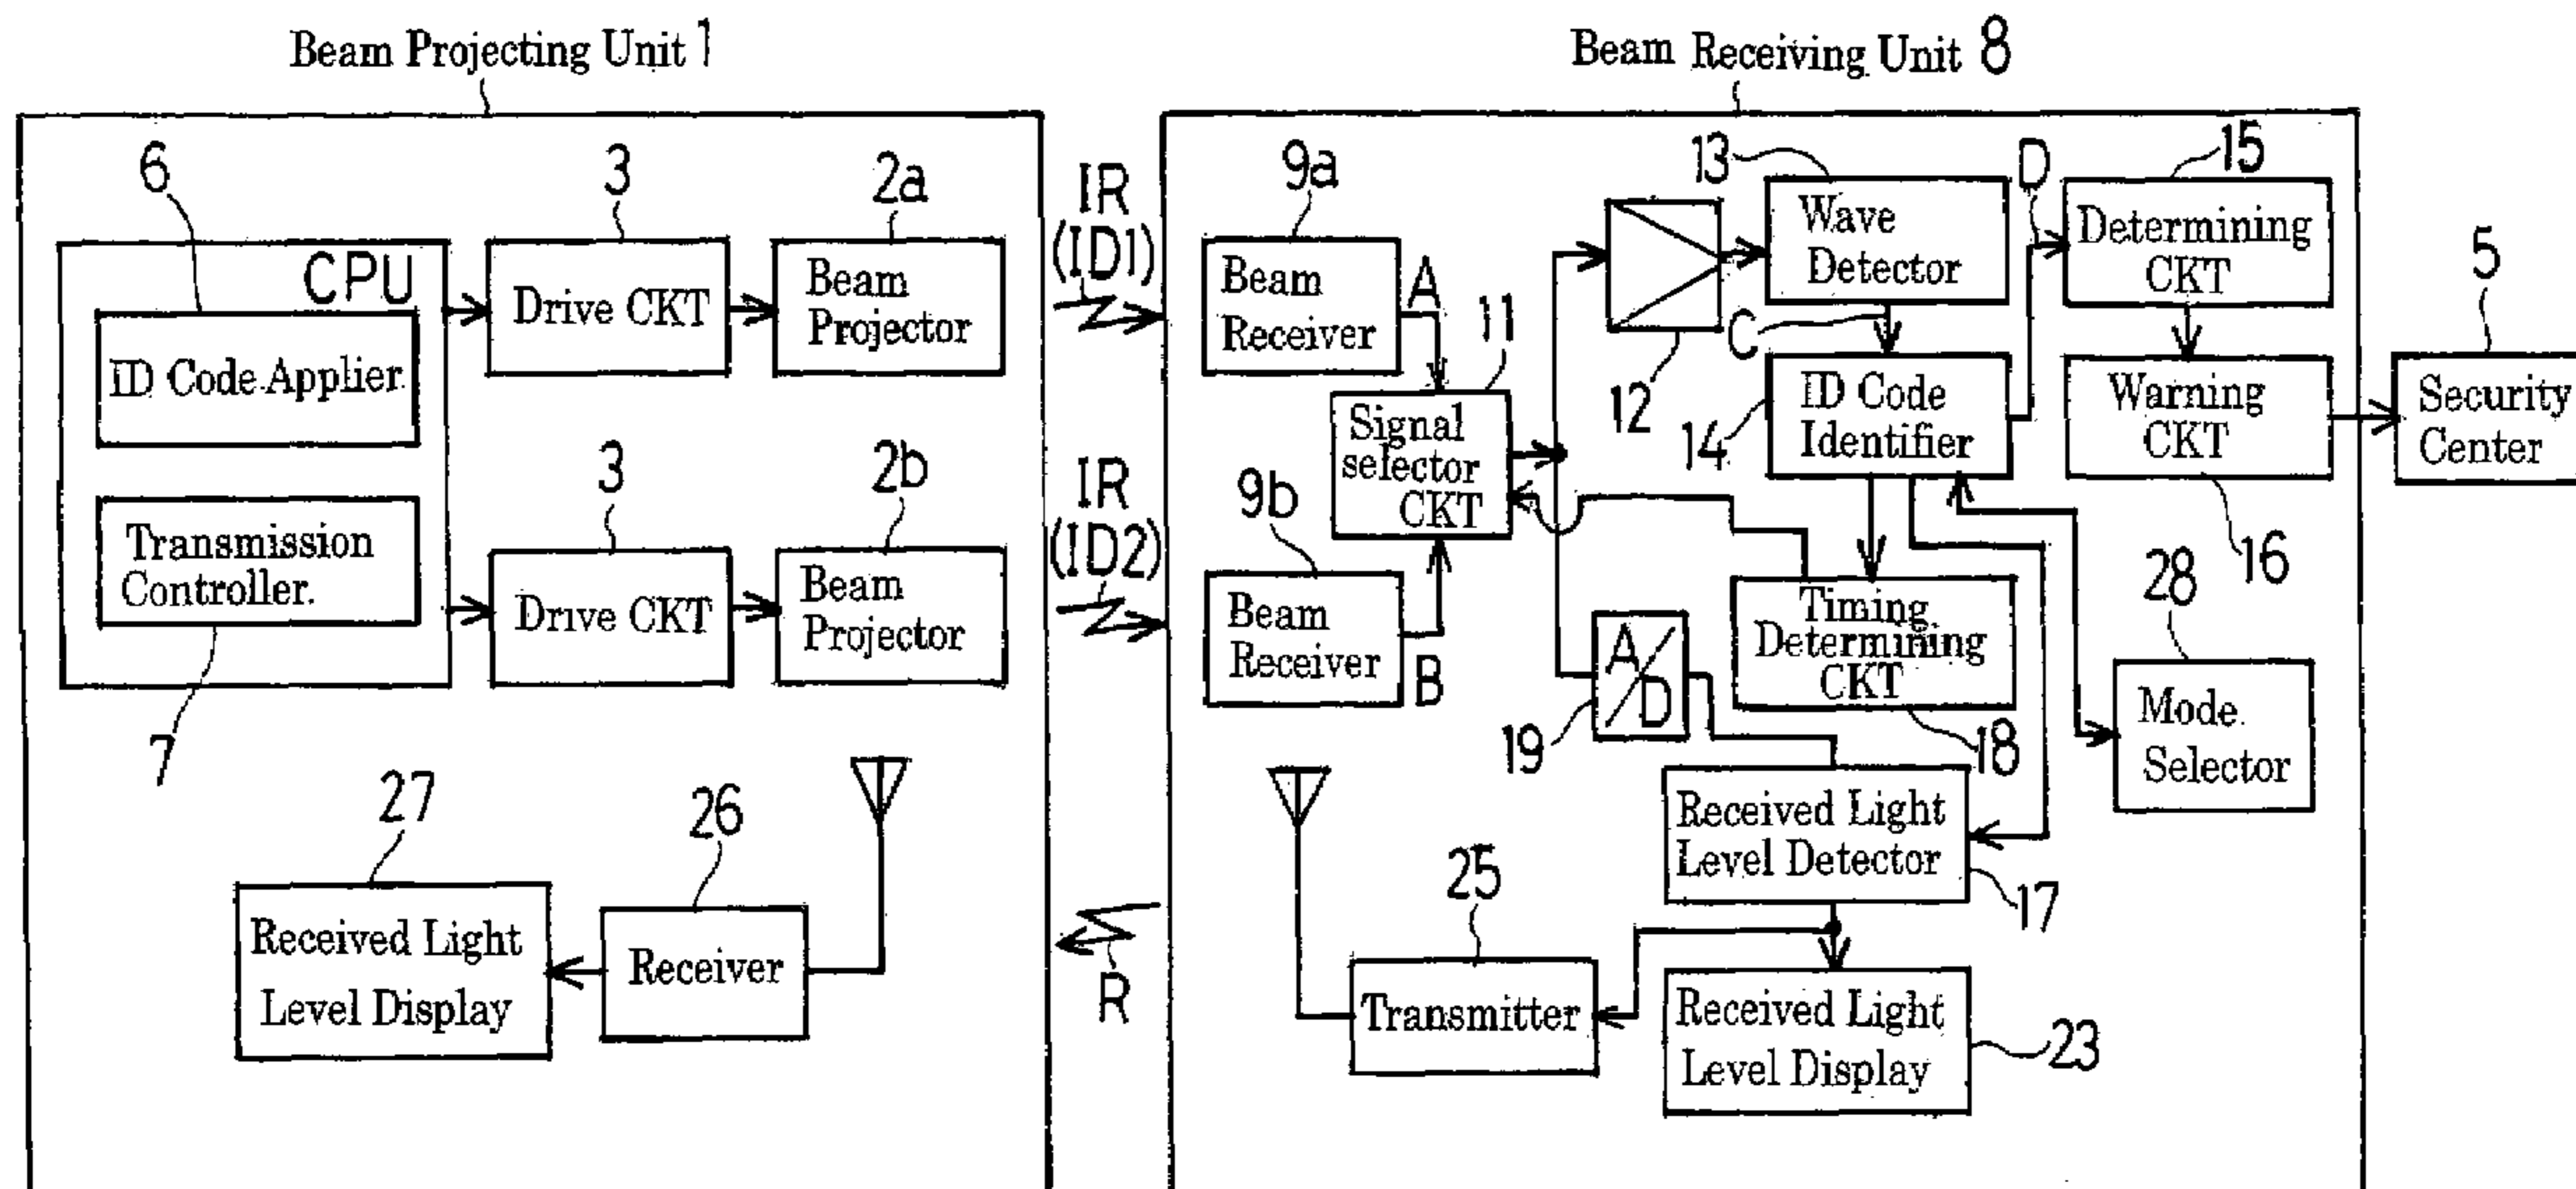 Beam Projecting Unit 1
6
3
2a
CPU
ID Code Applier
Drive CKT
Beam
Projector
IR
(ID1)
3
2b
Transmission
Controller.
Drive CKT
Beam
Projector
IR
(ID2)
7
27
26
Received Light
Level Display
Receiver
R
Beam Receiving Unit 8
9a
Beam
Receiver
A
11
Signal
selector
CKT
9b
Beam
Receiver
B
12
13
Wave
Detector
C
D
15
Determining
CKT
14
ID Code
Identifier
Warning
CKT
16
5
Security
Center
A/D
19
Timing
Determining
CKT
18
28
Mode
Selector
Received Light
Level Detector
17
25
Transmitter
Received Light
Level Display
23